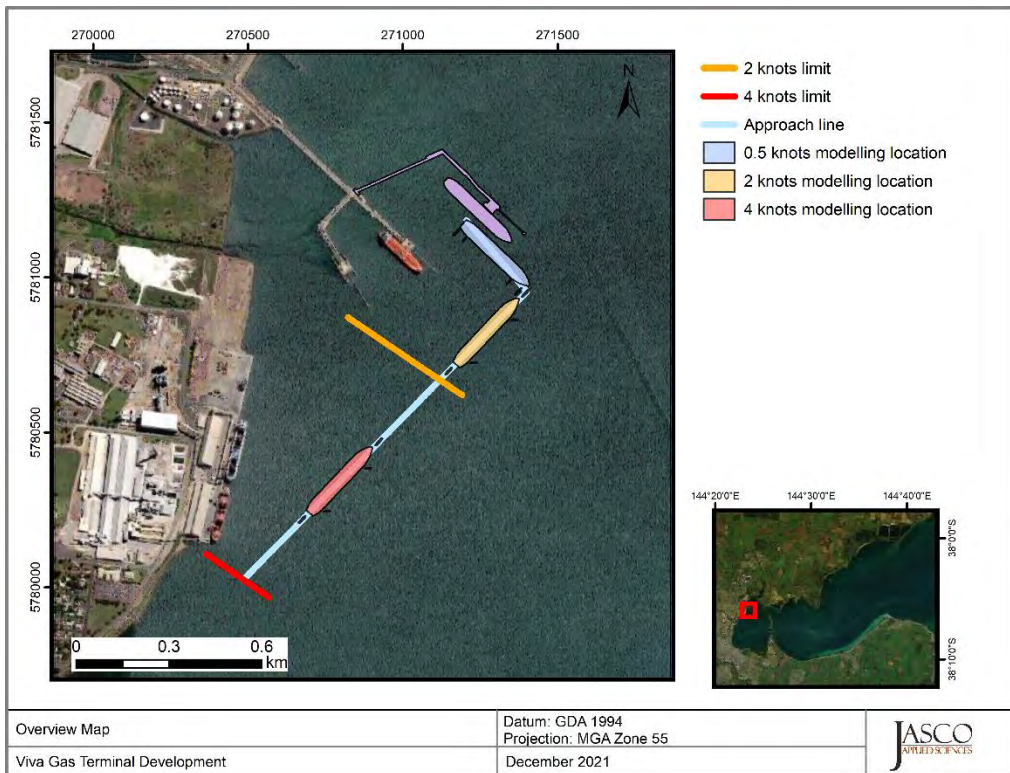 270000 270500 271000 271500
5781500
5781000
5780500
5780000
N
0 0.3 0.6
km
2 knots limit
4 knots limit
Approach line
0.5 knots modelling location
2 knots modelling location
4 knots modelling location
144°20'0"E 144°30'0"E 144°40'0"E
38°0'0"S
38°10'0"S
Overview Map
Datum: GDA 1994
Projection: MGA Zone 55
Viva Gas Terminal Development
December 2021
JASCO
APPLIED SCIENCES